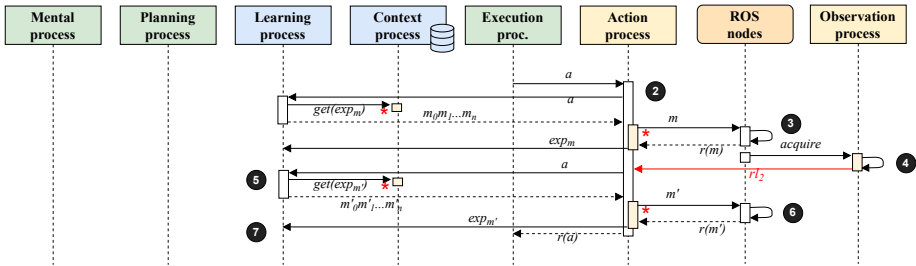 Mental
process
Planning
process
Learning
process
Context
process
Execution
proc.
Action
process
ROS
nodes
Observation
process
a
2
a
get(exp_m)
*
m_0m_1...m_n
m
*
3
r(m)
exp_m
acquire
4
a
rl_2
5
get(exp_m')
*
m'_0m'_1...m'_n
m'
*
6
exp_m'
r(m')
7
r(a)